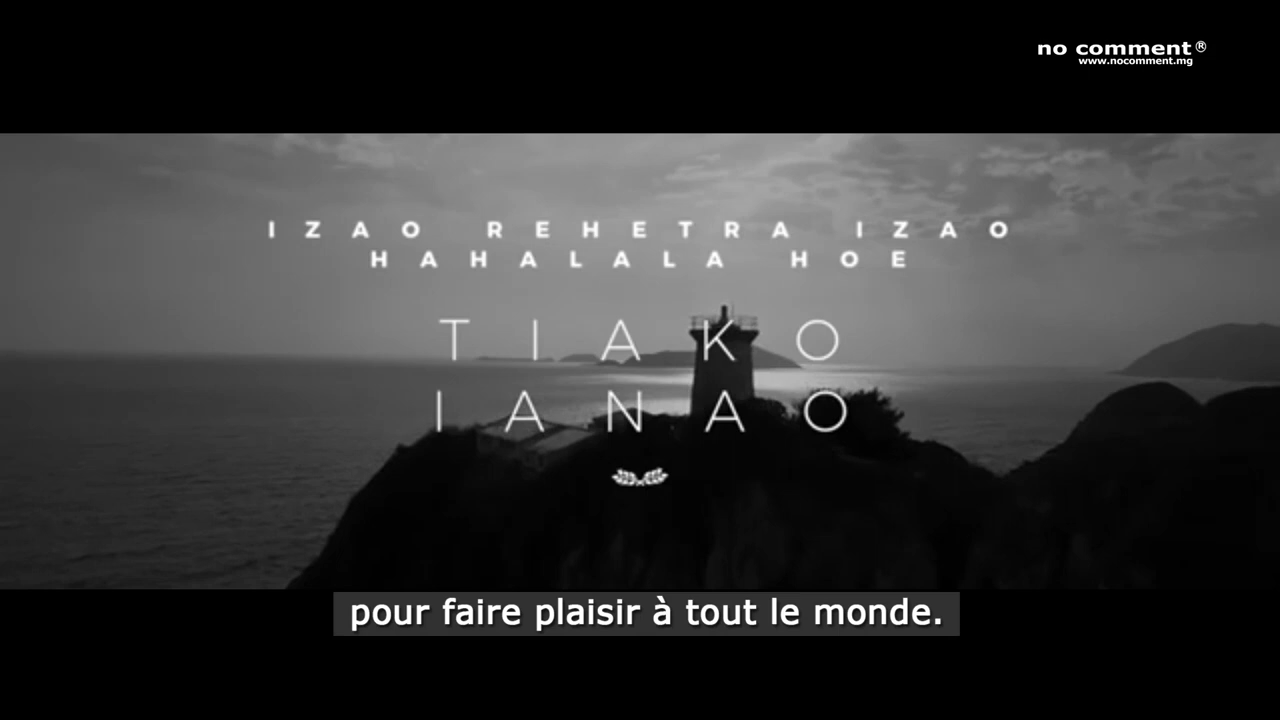 no comment®
www.nocomment.mg
IZAO REHETRA IZAO
HAHALALA HOE
TIAKO
IANAO
pour faire plaisir à tout le monde.